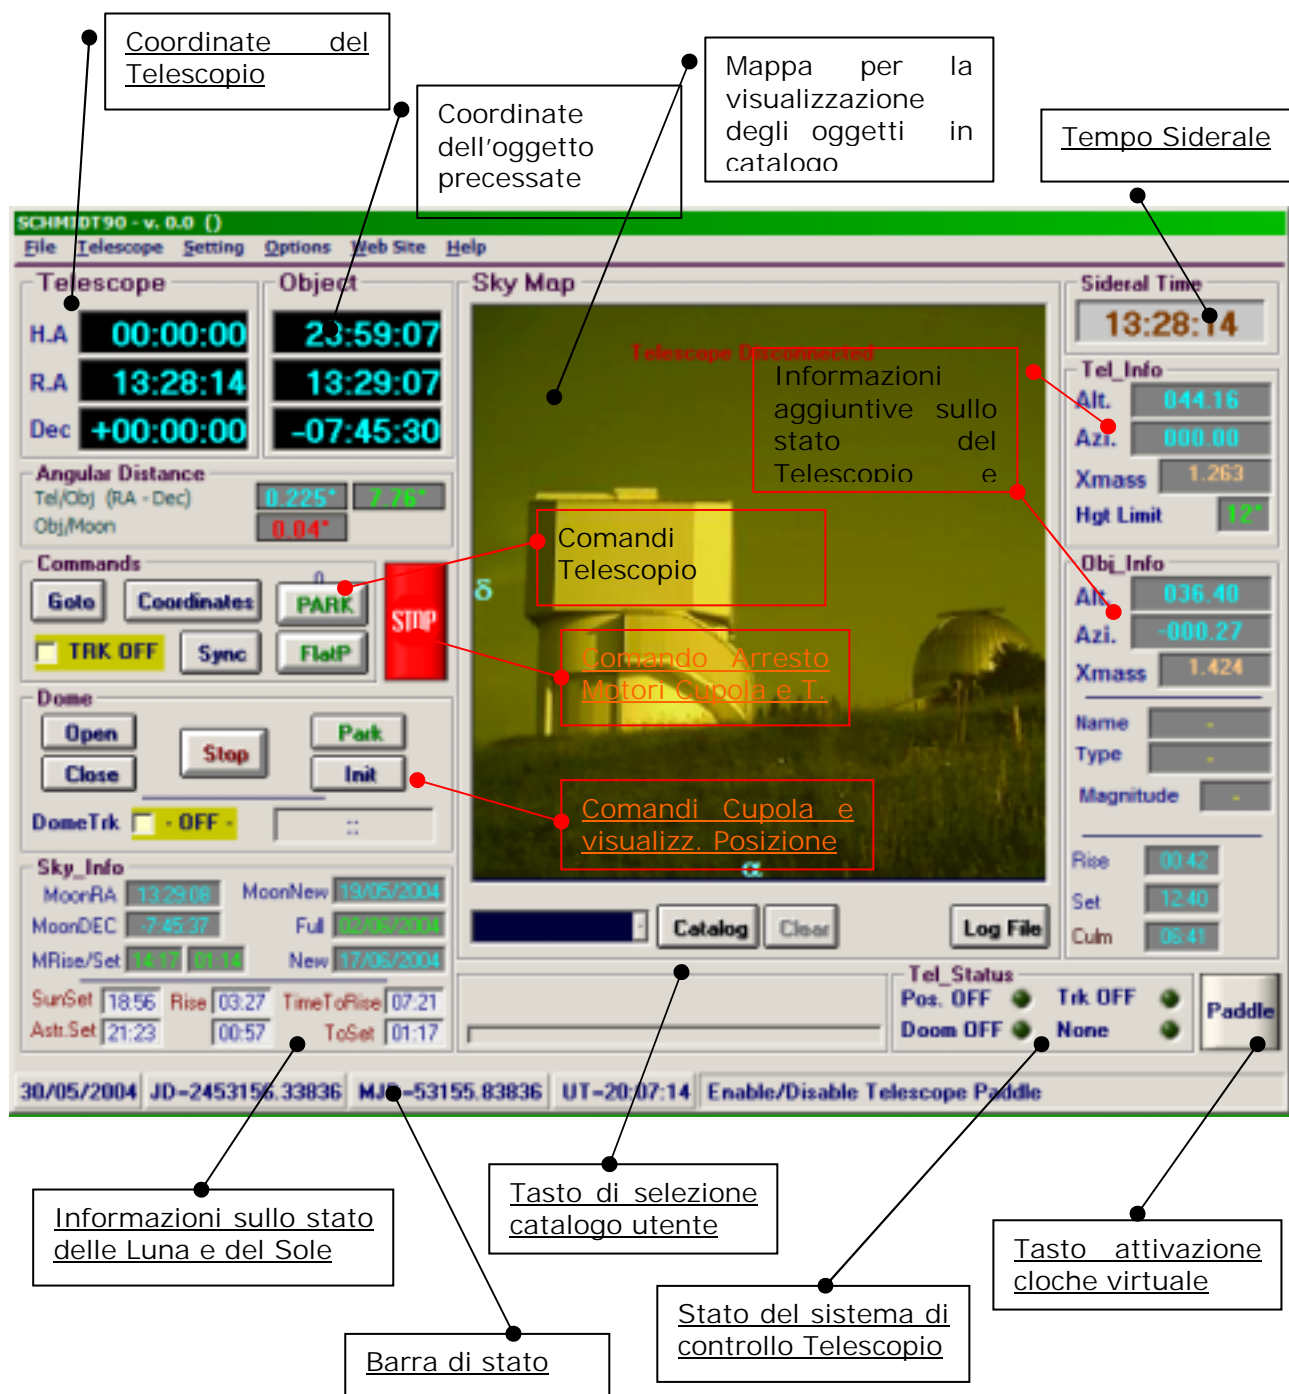 Coordinate del
Telescopio
Coordinate
dell'oggetto
precessate
Mappa per la
visualizzazione
degli oggetti in
catalogo
Tempo Siderale
SCHMIDT90 - v. 0.0 ()
File Telescope Setting Options Web Site Help
Telescope
H.A 00:00:00
R.A 13:28:14
Dec +00:00:00
Object
23:59:07
13:29:07
-07:45:30
Angular Distance
Tel/Obj (RA - Dec) 0.225° 7.76°
Obj/Moon 0.04°
Commands
0
Goto Coordinates PARK
TRK OFF Sync FlatP
STOP
Dome
Open Stop Park
Close Init
DomeTrk - OFF - ::
Sky_Info
MoonRA 13:29:08 MoonNew 19/05/2004
MoonDEC -7:45:37 Full 02/06/2004
MRise/Set 14:17 01:14 New 17/06/2004
SunSet 18:56 Rise 03:27 TimeToRise 07:21
Astr.Set 21:23 00:57 ToSet 01:17
Sky Map
Telescope Disconnected
Informazioni
aggiuntive sullo
stato del
Telescopio e
Comandi
Telescopio
δ
Comando Arresto
Motori Cupola e T.
Comandi Cupola e
visualizz. Posizione
α
Catalog Clear Log File
Sideral Time
13:28:14
Tel_Info
Alt. 044.16
Azi. 000.00
Xmass 1.263
Hgt Limit 12°
Obj_Info
Alt. 036.40
Azi. -000.27
Xmass 1.424
Name -
Type -
Magnitude -
Rise 00:42
Set 12:40
Culm 06:41
Tel_Status
Pos. OFF Trk OFF
Doom OFF None
Paddle
30/05/2004 JD=2453156.33836 MJD=53155.83836 UT=20:07:14 Enable/Disable Telescope Paddle
Informazioni sullo stato
delle Luna e del Sole
Tasto di selezione
catalogo utente
Tasto attivazione
cloche virtuale
Stato del sistema di
controllo Telescopio
Barra di stato